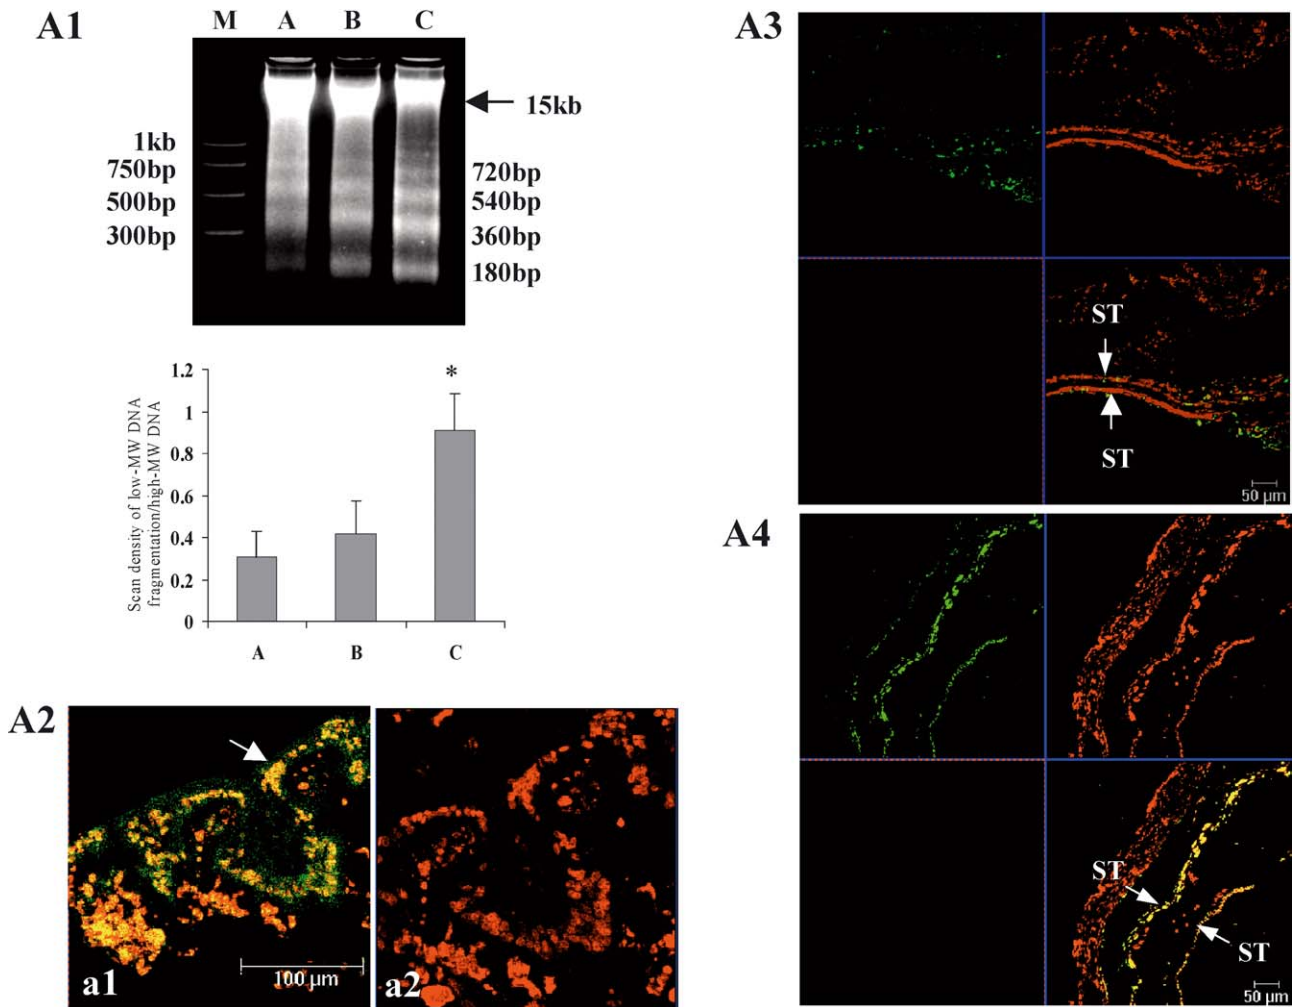 A1
M A B C
15kb
1kb
750bp
500bp
300bp
720bp
540bp
360bp
180bp
Scan density of low-MW DNA
fragmentation/high-MW DNA
1.2
1
0.8
0.6
0.4
0.2
0
*
A B C
A2
a1
100 µm
a2
A3
ST
ST
50 µm
A4
ST
ST
50 µm